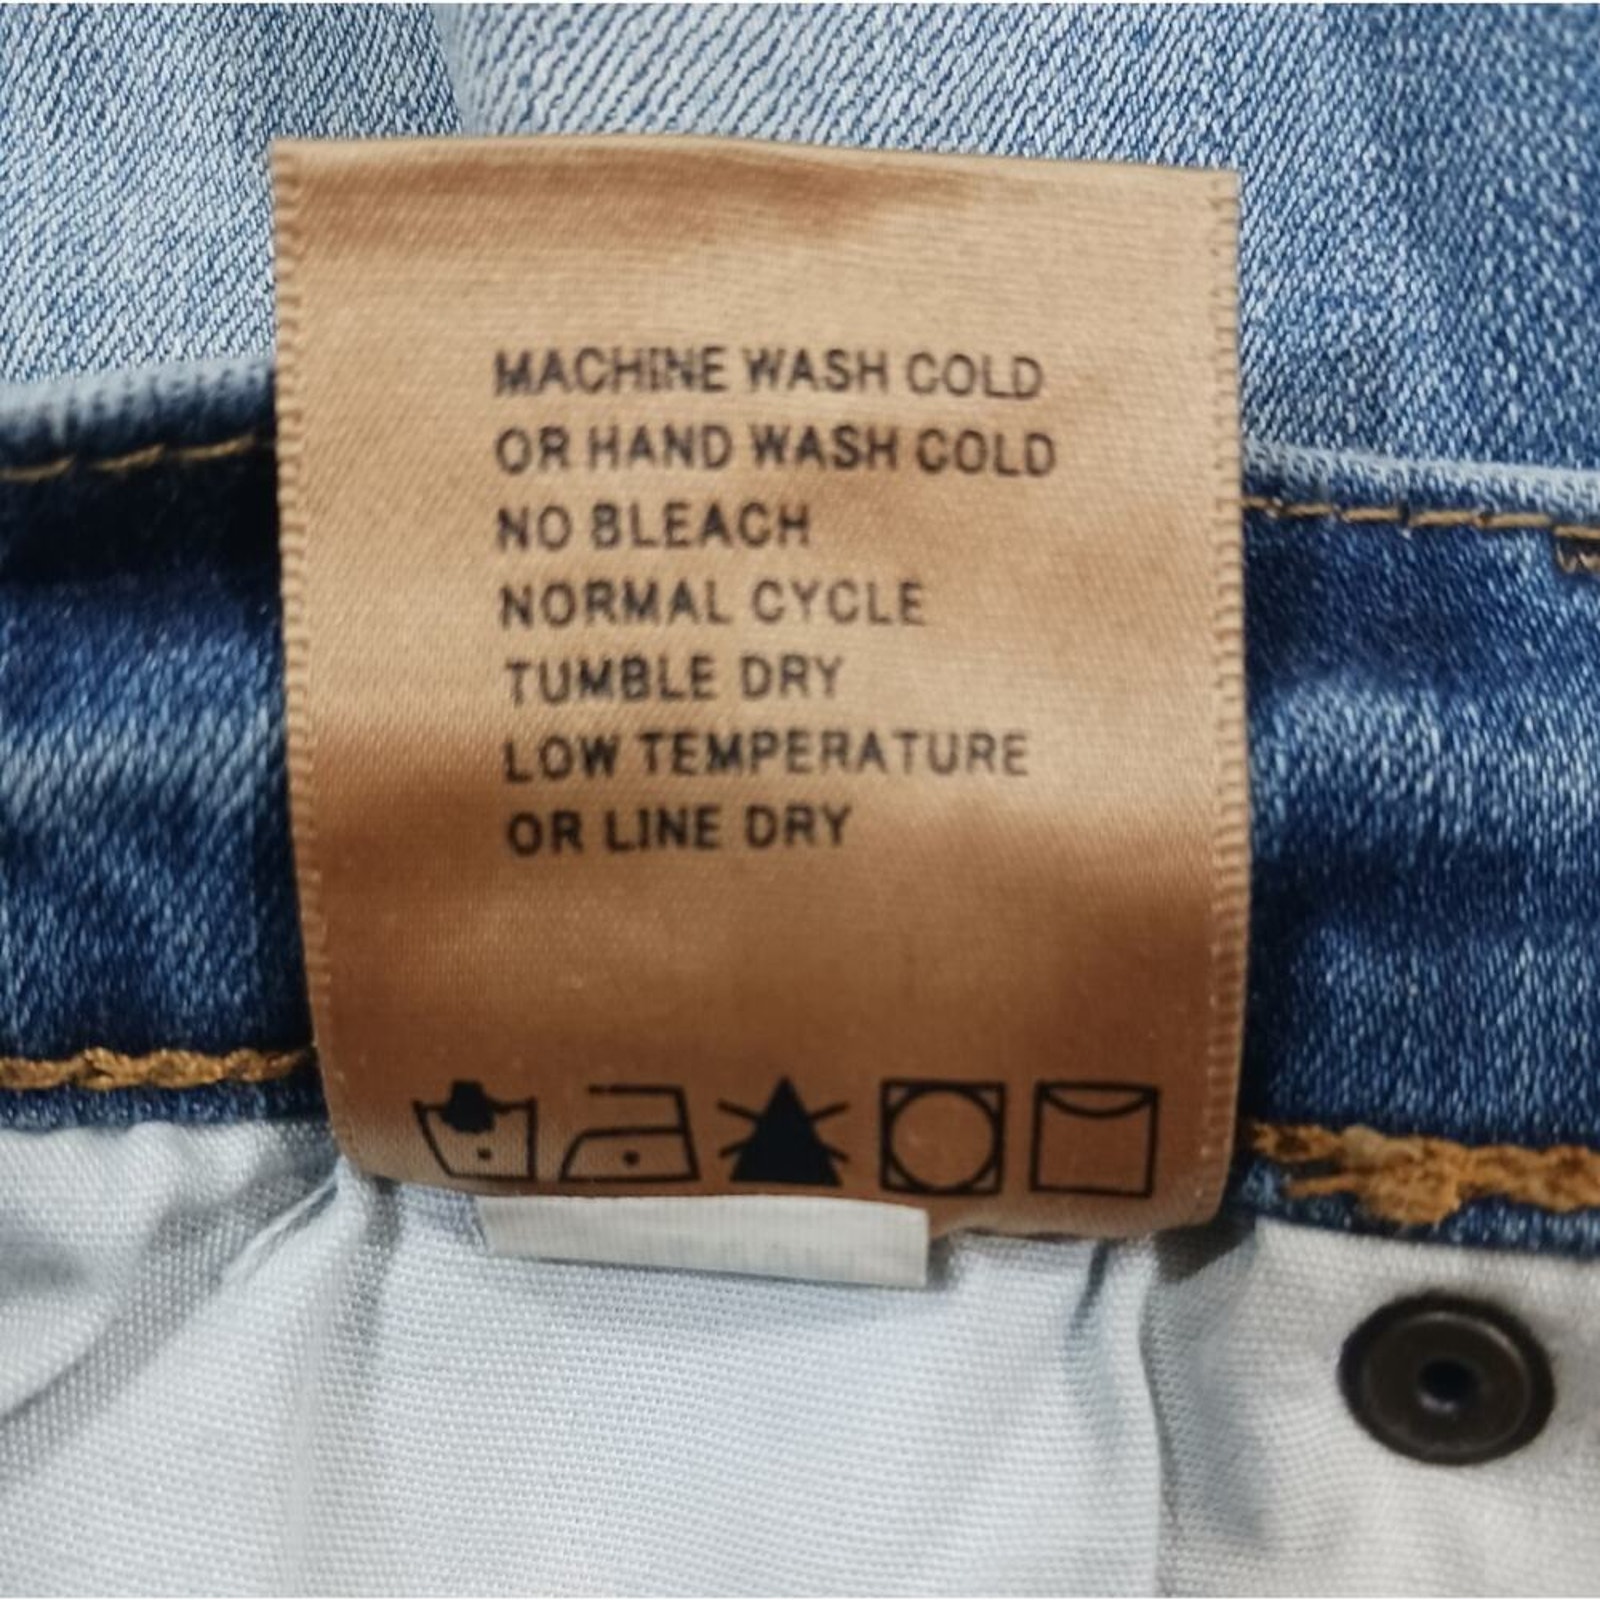 MACHINE WASH COLD
OR HAND WASH COLD
NO BLEACH
NORMAL CYCLE
TUMBLE DRY
LOW TEMPERATURE
OR LINE DRY